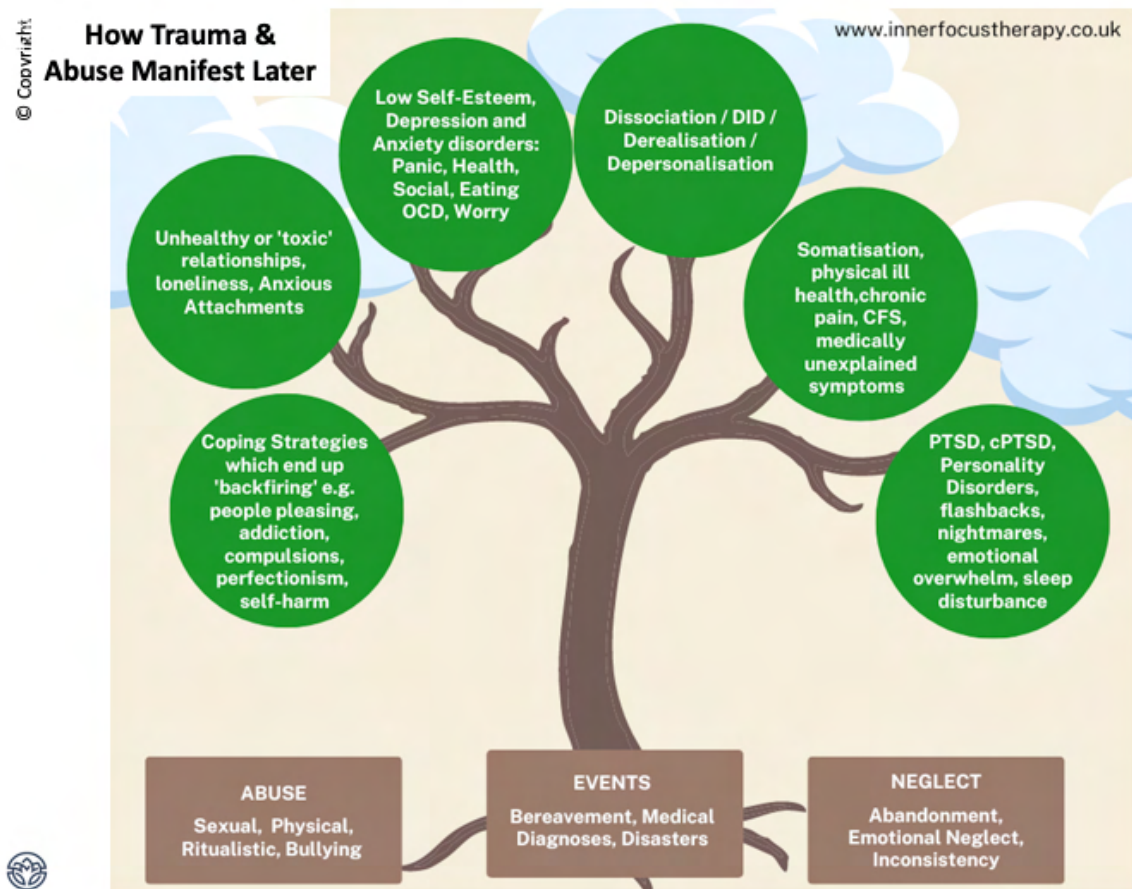 © Copyright
How Trauma &
Abuse Manifest Later
www.innerfocustherapy.co.uk
Low Self-Esteem,
Depression and
Anxiety disorders:
Panic, Health,
Social, Eating
OCD, Worry
Dissociation / DID /
Derealisation /
Depersonalisation
Unhealthy or 'toxic'
relationships,
loneliness, Anxious
Attachments
Somatisation,
physical ill
health,chronic
pain, CFS,
medically
unexplained
symptoms
Coping Strategies
which end up
'backfiring' e.g.
people pleasing,
addiction,
compulsions,
perfectionism,
self-harm
PTSD, cPTSD,
Personality
Disorders,
flashbacks,
nightmares,
emotional
overwhelm, sleep
disturbance
ABUSE
Sexual, Physical,
Ritualistic, Bullying
EVENTS
Bereavement, Medical
Diagnoses, Disasters
NEGLECT
Abandonment,
Emotional Neglect,
Inconsistency